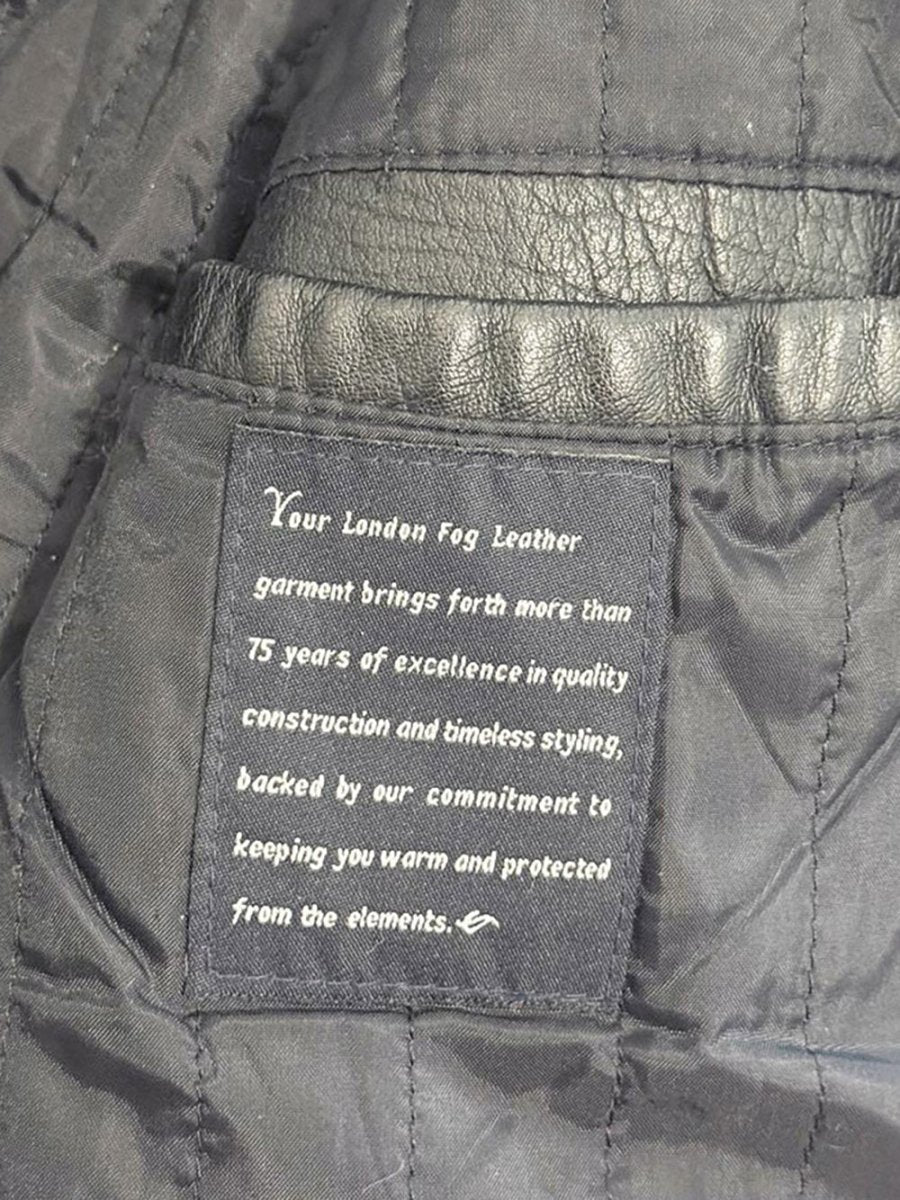 Your London Fog Leather
garment brings forth more than
75 years of excellence in quality
construction and timeless styling,
backed by our commitment to
keeping you warm and protected
from the elements.